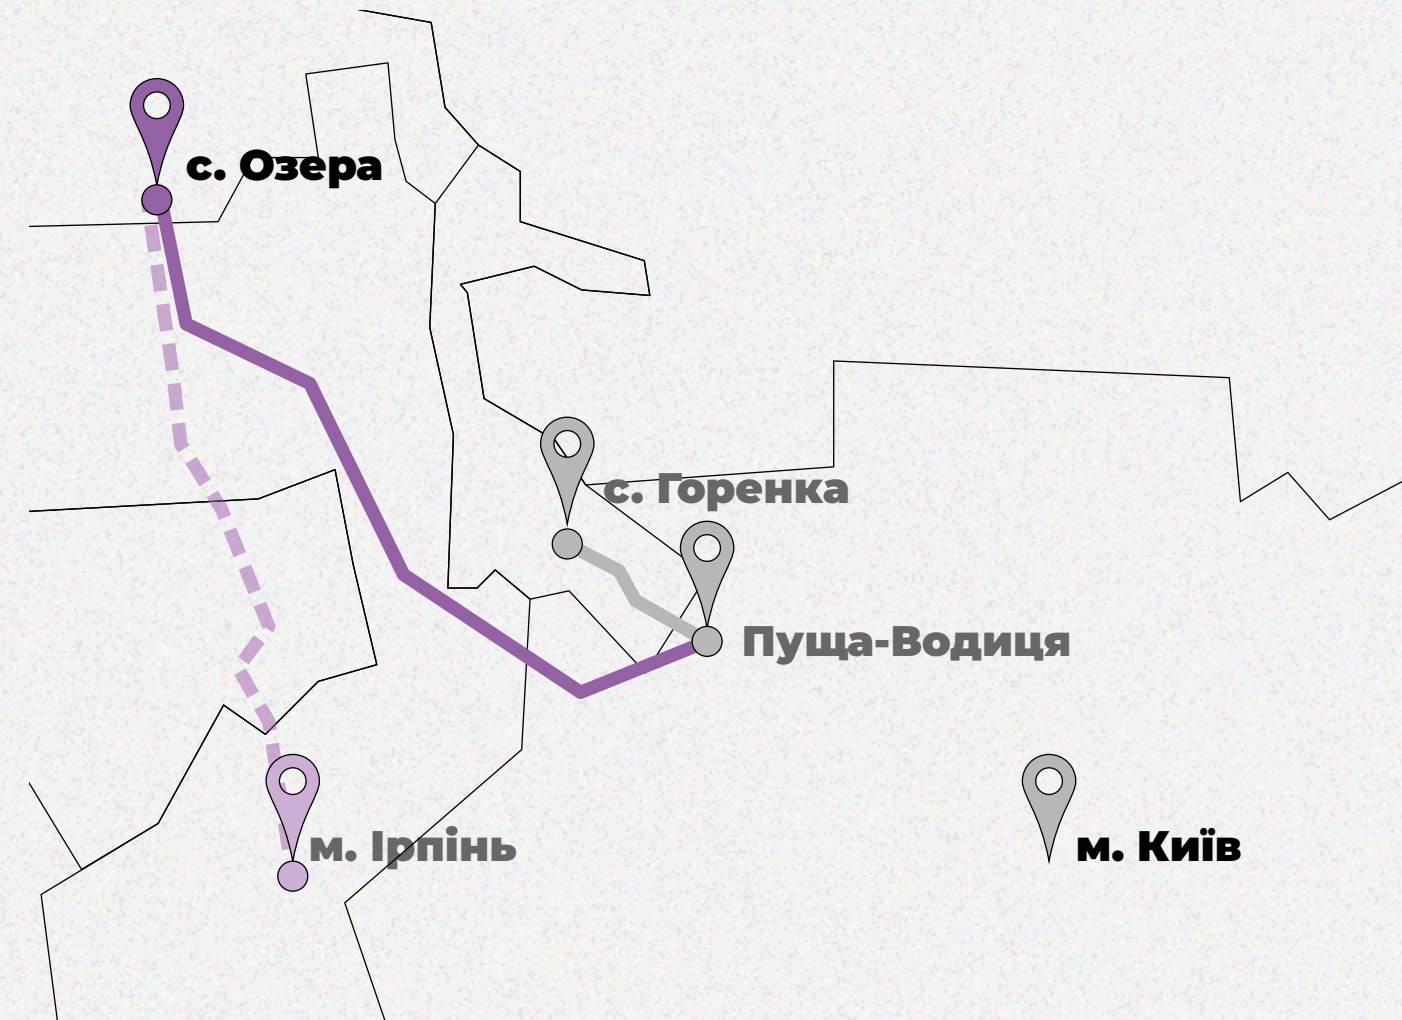 с. Озера
с. Горенка
Пуща-Водиця
м. Ірпінь
м. Київ